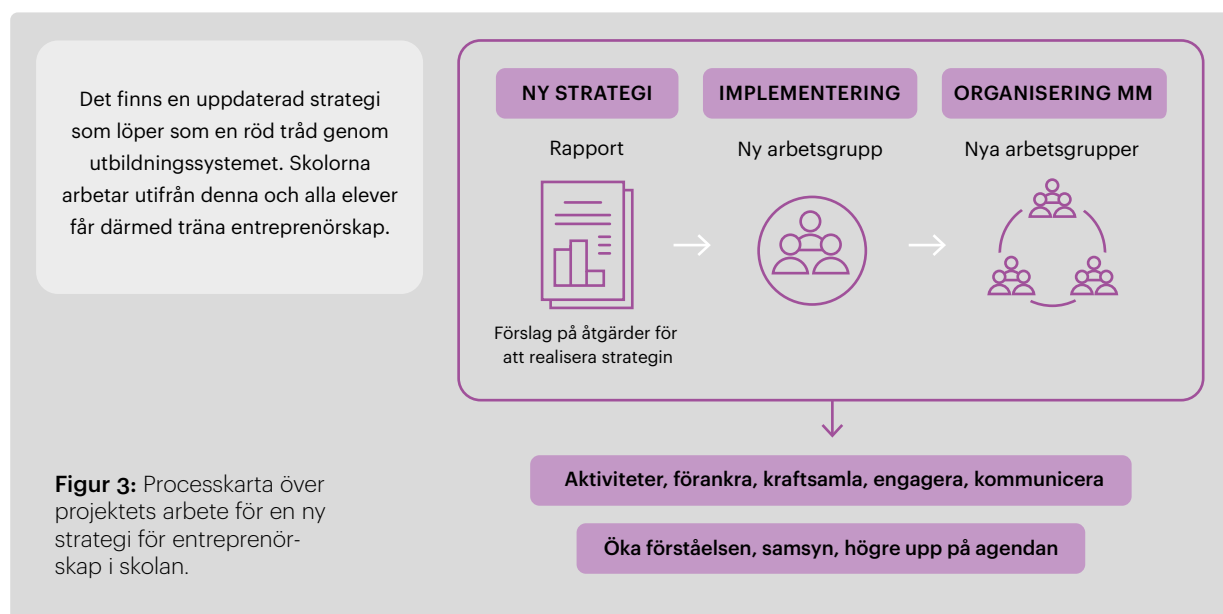 Det finns en uppdaterad strategi
som löper som en röd tråd genom
utbildningssystemet. Skolorna
arbetar utifrån denna och alla elever
får därmed träna entreprenörskap.
NY STRATEGI
IMPLEMENTERING
ORGANISERING MM
Rapport
Ny arbetsgrupp
Nya arbetsgrupper
Förslag på åtgärder för
att realisera strategin
Aktiviteter, förankra, kraftsamla, engagera, kommunicera
Öka förståelsen, samsyn, högre upp på agendan
Figur 3: Processkarta över
projektets arbete för en ny
strategi för entreprenör-
skap i skolan.